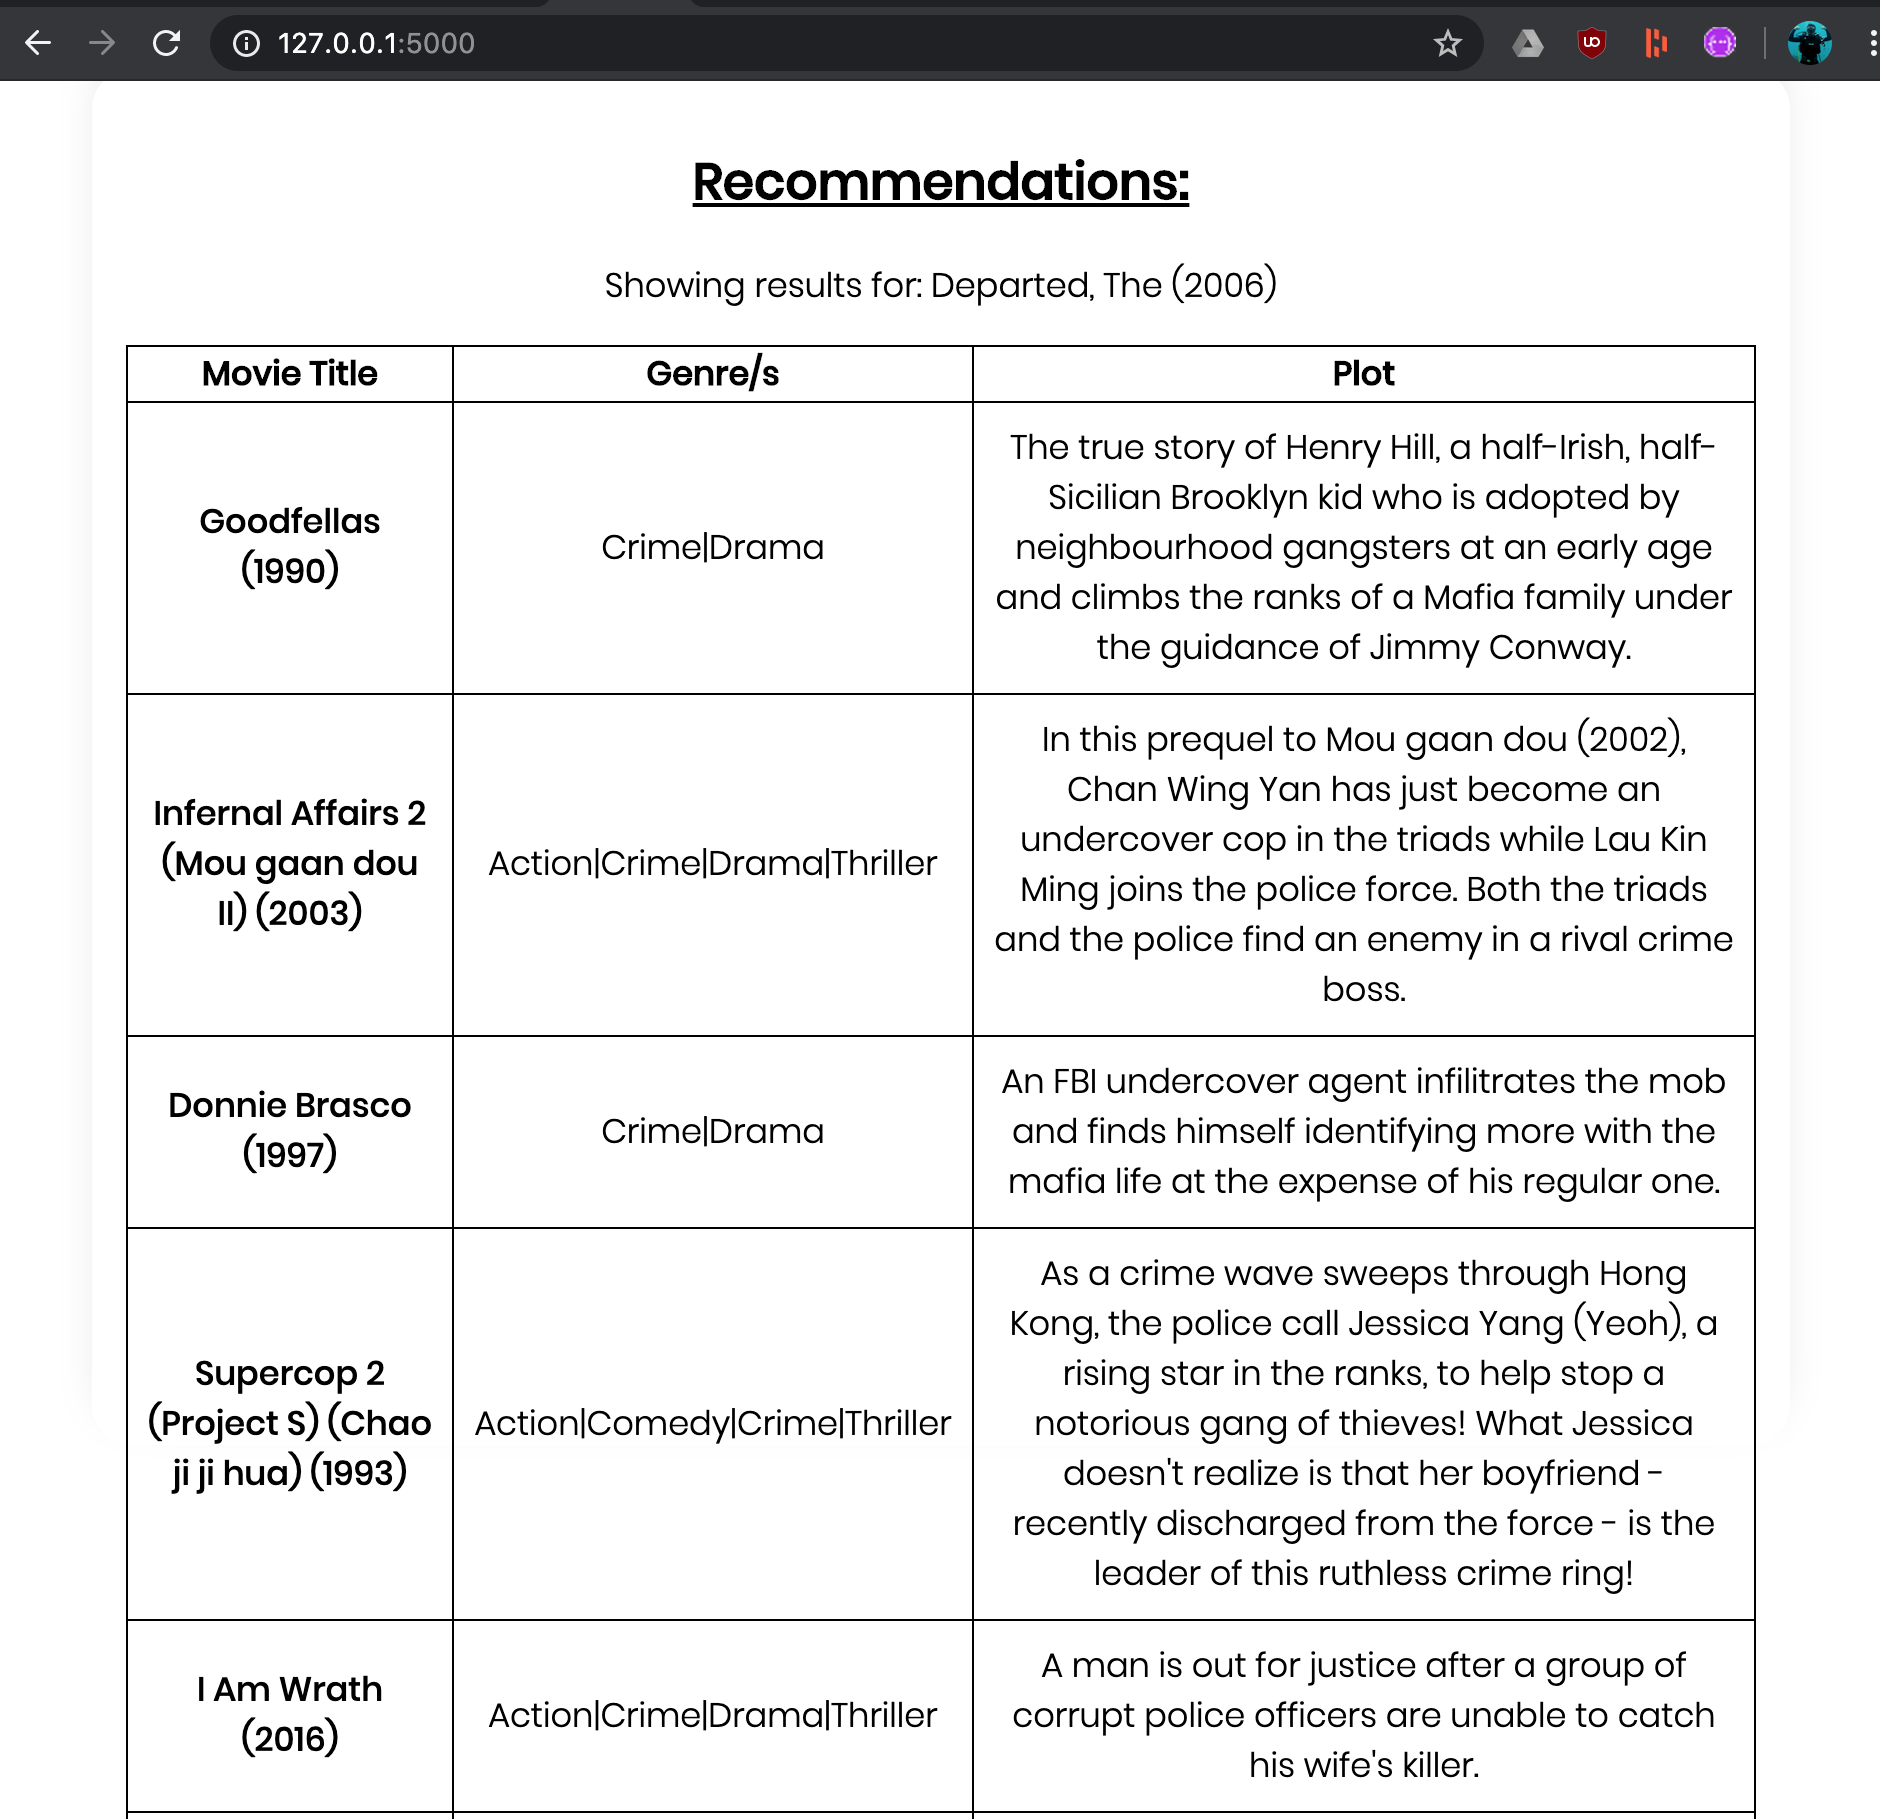 127.0.0.1:5000
Recommendations:
Showing results for: Departed, The (2006)
Movie Title
Genre/s
Plot
Goodfellas
(1990)
Crime|Drama
The true story of Henry Hill, a half-Irish, half-
Sicilian Brooklyn kid who is adopted by
neighbourhood gangsters at an early age
and climbs the ranks of a Mafia family under
the guidance of Jimmy Conway.
Infernal Affairs 2
(Mou gaan dou
II) (2003)
Action|Crime|Drama|Thriller
In this prequel to Mou gaan dou (2002),
Chan Wing Yan has just become an
undercover cop in the triads while Lau Kin
Ming joins the police force. Both the triads
and the police find an enemy in a rival crime
boss.
Donnie Brasco
(1997)
Crime|Drama
An FBI undercover agent infilitrates the mob
and finds himself identifying more with the
mafia life at the expense of his regular one.
Supercop 2
(Project S) (Chao
ji ji hua) (1993)
Action|Comedy|Crime|Thriller
As a crime wave sweeps through Hong
Kong, the police call Jessica Yang (Yeoh), a
rising star in the ranks, to help stop a
notorious gang of thieves! What Jessica
doesn't realize is that her boyfriend -
recently discharged from the force - is the
leader of this ruthless crime ring!
I Am Wrath
(2016)
Action|Crime|Drama|Thriller
A man is out for justice after a group of
corrupt police officers are unable to catch
his wife's killer.